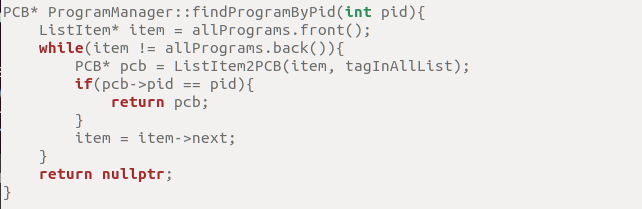 PCB* ProgramManager::findProgramByPid(int pid){
    ListItem* item = allPrograms.front();
    while(item != allPrograms.back()){
        PCB* pcb = ListItem2PCB(item, tagInAllList);
        if(pcb->pid == pid){
            return pcb;
        }
        item = item->next;
    }
    return nullptr;
}